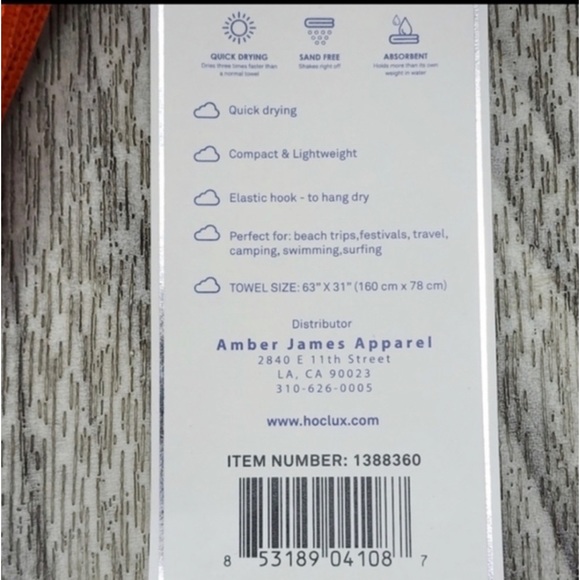 QUICK DRYING
Dries three times faster than
a normal towel
SAND FREE
Shakes right off
ABSORBENT
Holds more than its own
weight in water
Quick drying
Compact & Lightweight
Elastic hook - to hang dry
Perfect for: beach trips,festivals, travel,
camping, swimming,surfing
TOWEL SIZE: 63" X 31" (160 cm x 78 cm)
Distributor
Amber James Apparel
2840 E 11th Street
LA, CA 90023
310-626-0005
www.hoclux.com
ITEM NUMBER: 1388360
8 53189 04108 7